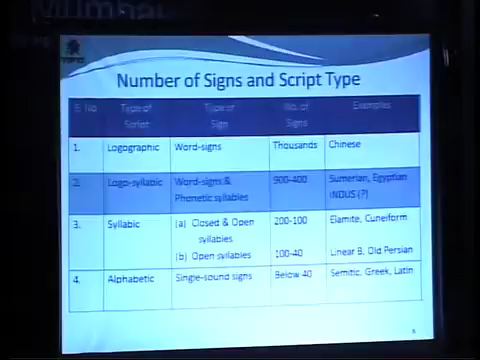 Mumbai
TIFR
Number of Signs and Script Type
S. No Type of Script Type of Sign No. of Signs Examples
1. Logographic Word-signs Thousands Chinese
2. Logo-syllabic Word-signs & Phonetic syllables 900-400 Sumerian, Egyptian INDUS (?)
3. Syllabic (a) Closed & Open syllables 200-100 Elamite, Cuneiform
(b) Open syllables 100-40 Linear B, Old Persian
4. Alphabetic Single-sound signs Below 40 Semitic, Greek, Latin